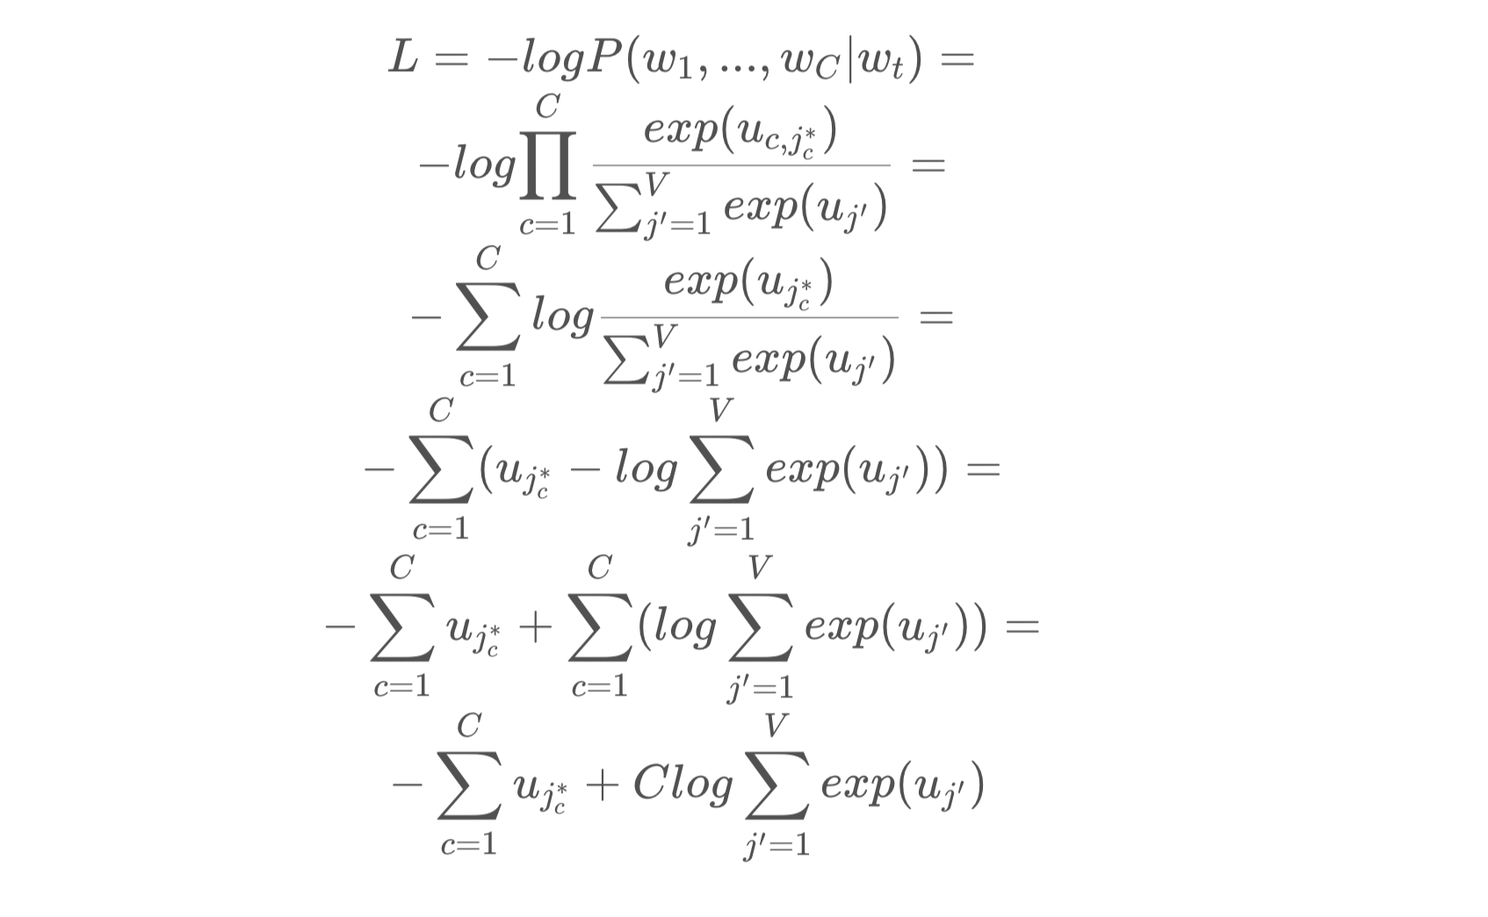 L = −logP(w_1, ..., w_C|w_t) =
−log∏_{c=1}^{C} \frac{exp(u_{c,j_c^*})}{∑_{j'=1}^{V} exp(u_{j'})} =
−∑_{c=1}^{C} log\frac{exp(u_{j_c^*})}{∑_{j'=1}^{V} exp(u_{j'})} =
−∑_{c=1}^{C} (u_{j_c^*} − log∑_{j'=1}^{V} exp(u_{j'})) =
−∑_{c=1}^{C} u_{j_c^*} + ∑_{c=1}^{C} (log∑_{j'=1}^{V} exp(u_{j'})) =
−∑_{c=1}^{C} u_{j_c^*} + Clog∑_{j'=1}^{V} exp(u_{j'})